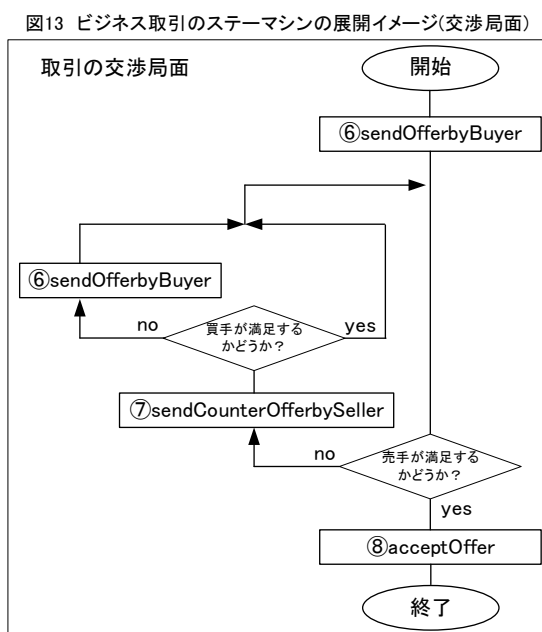 図13 ビジネス取引のステーマシンの展開イメージ(交渉局面)
取引の交渉局面
開始
⑥sendOfferbyBuyer
⑥sendOfferbyBuyer
no
買手が満足する
かどうか？
yes
⑦sendCounterOfferbySeller
no
売手が満足する
かどうか？
yes
⑧acceptOffer
終了